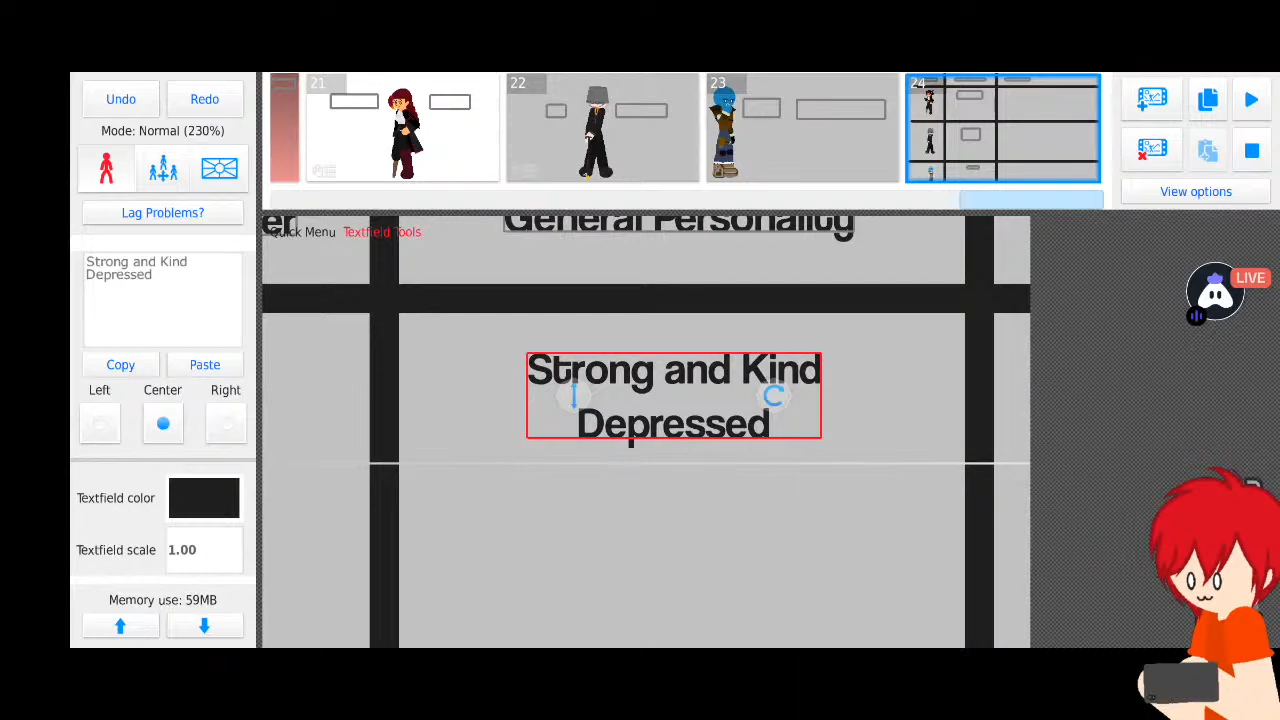 21
22
23
24
Undo
Redo
Mode: Normal (230%)
Lag Problems?
View options
er
General Personality
Quick Menu
Textfield Tools
Strong and Kind
Depressed
Copy
Paste
Left
Center
Right
Strong and Kind
Depressed
LIVE
Textfield color
Textfield scale
1.00
Memory use: 59MB